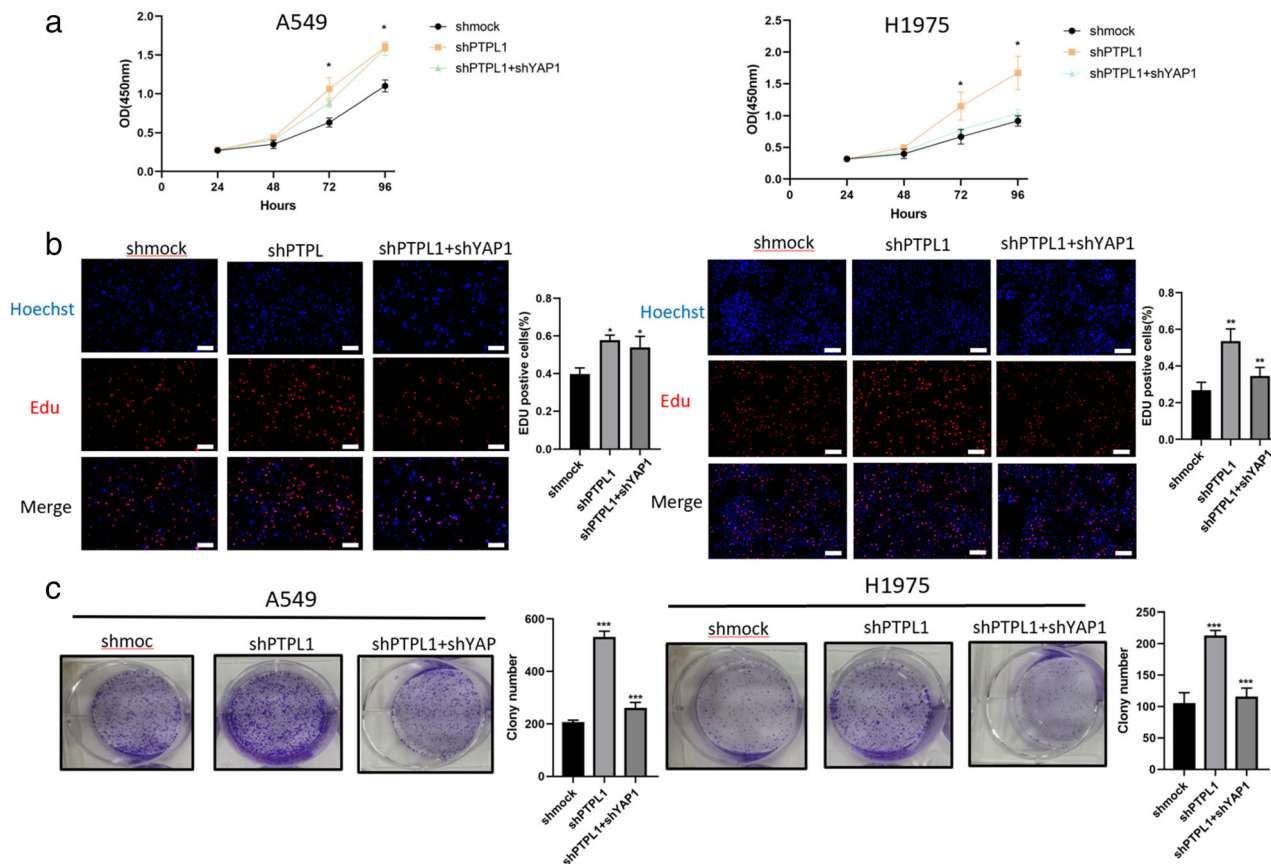 a
A549
OD(450nm)
2.0
1.5
1.0
0.5
0.0
0
24
48
72
96
Hours
*
*
shmock
shPTPL1
shPTPL1+shYAP1
H1975
OD(450nm)
2.5
2.0
1.5
1.0
0.5
0.0
0
24
48
72
96
Hours
*
*
shmock
shPTPL1
shPTPL1+shYAP1
b
shmock
shPTPL
shPTPL1+shYAP1
Hoechst
Edu
Merge
EDU postive cells(%)
0.8
0.6
0.4
0.2
0.0
*
*
shmock
shPTPL1
shPTPL1+shYAP1
shmock
shPTPL1
shPTPL1+shYAP1
Hoechst
Edu
Merge
EDU postive cells(%)
0.8
0.6
0.4
0.2
0.0
**
**
shmock
shPTPL1
shPTPL1+shYAP1
c
A549
shmoc
shPTPL1
shPTPL1+shYAP
Clony number
600
400
200
0
***
***
shmock
shPTPL1
shPTPL1+shYAP1
H1975
shmock
shPTPL1
shPTPL1+shYAP1
Clony number
250
200
150
100
50
0
***
***
shmock
shPTPL1
shPTPL1+shYAP1